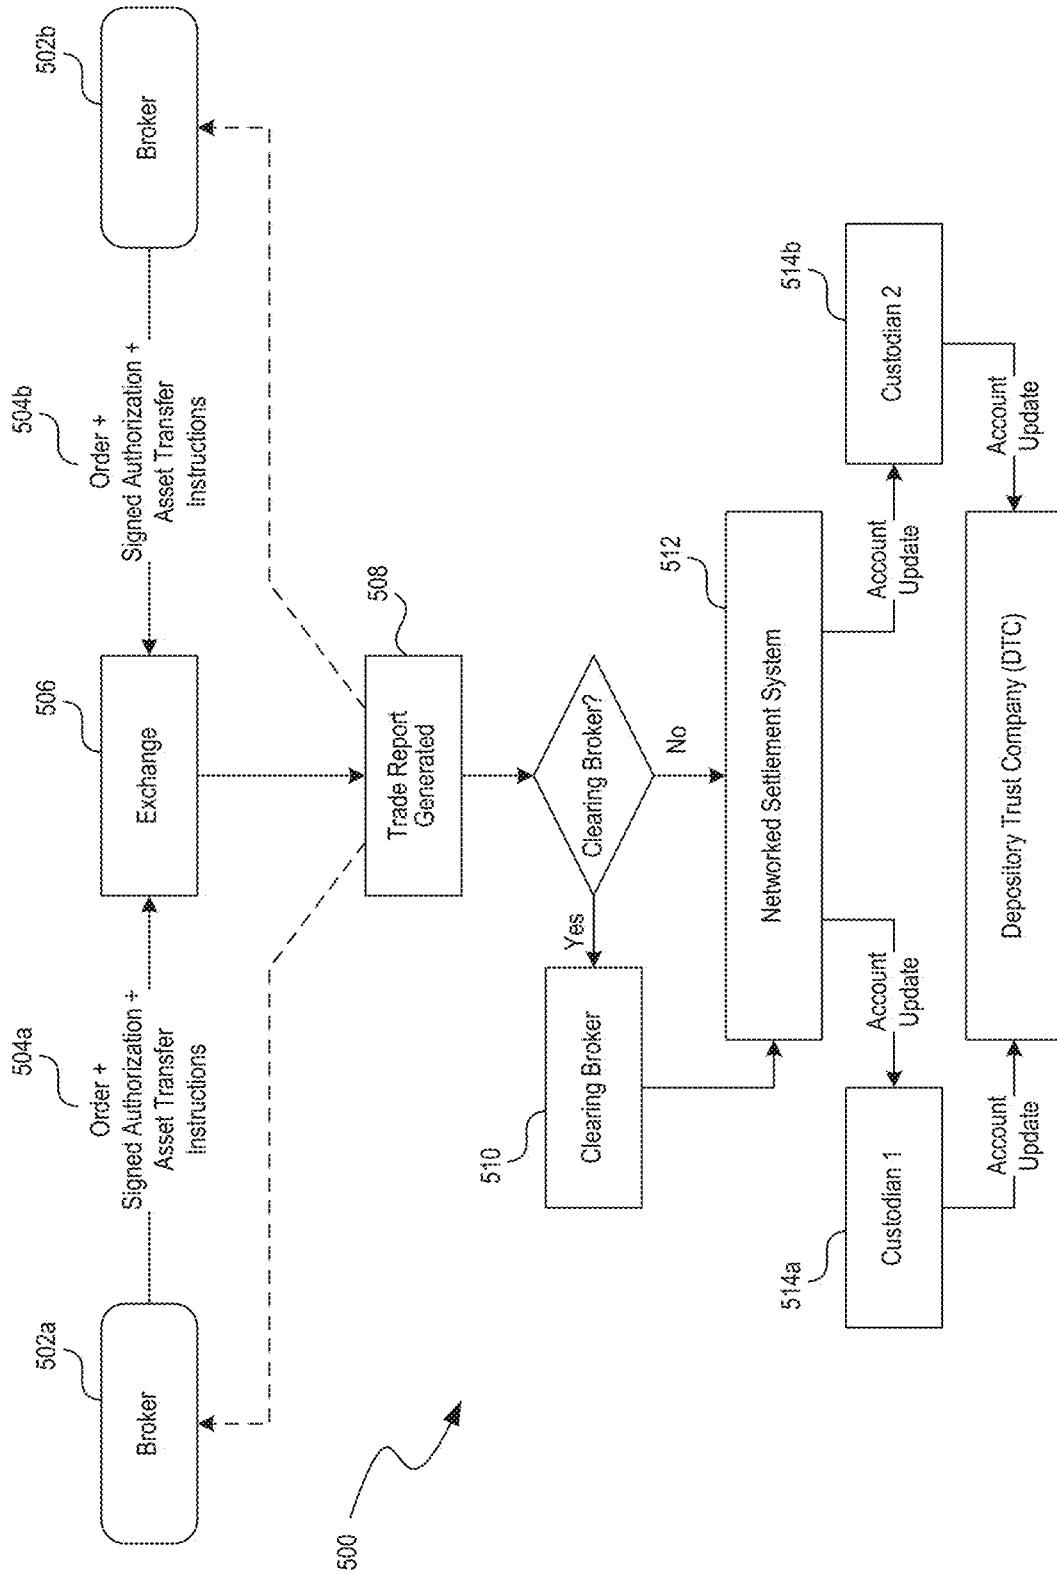 502a
Broker
504a
Order +
Signed Authorization +
Asset Transfer
Instructions
506
Exchange
504b
Order +
Signed Authorization +
Asset Transfer
Instructions
502b
Broker
500
508
Trade Report
Generated
Clearing Broker?
Yes
No
510
Clearing Broker
512
Networked Settlement System
Account
Update
Account
Update
514a
Custodian 1
514b
Custodian 2
Account
Update
Account
Update
Depository Trust Company (DTC)